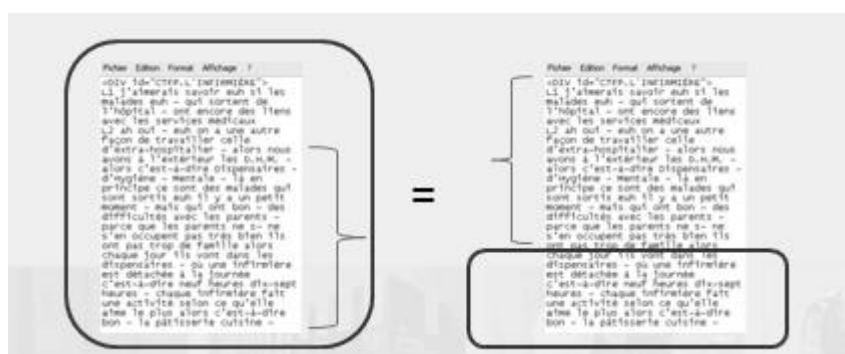 Fichier Edition Format Affichage ?
<DIV id="CTFP.L'INFIRMIÈRE">
L1 j'aimerais savoir euh si les
malades euh - qui sortent de
l'hôpital - ont encore des liens
avec les services médicaux
L2 ah oui - euh on a une autre
façon de travailler celle
d'extra-hospitalier - alors nous
avons à l'extérieur les D.H.M. -
alors c'est-à-dire Dispensaires -
d'Hygiène - Mentale - là en
principe ce sont des malades qui
sont sortis euh il y a un petit
moment - mais qui ont bon - des
difficultés avec les parents -
parce que les parents ne s- ne
s'en occupent pas très bien ils
ont pas trop de famille alors
chaque jour ils vont dans les
dispensaires - où une infirmière
est détachée à la journée
c'est-à-dire neuf heures dix-sept
heures - chaque infirmière fait
une activité selon ce qu'elle
aime le plus alors c'est-à-dire
bon - la pâtisserie cuisine -
=
Fichier Edition Format Affichage ?
<DIV id="CTFP.L'INFIRMIÈRE">
L1 j'aimerais savoir euh si les
malades euh - qui sortent de
l'hôpital - ont encore des liens
avec les services médicaux
L2 ah oui - euh on a une autre
façon de travailler celle
d'extra-hospitalier - alors nous
avons à l'extérieur les D.H.M. -
alors c'est-à-dire Dispensaires -
d'Hygiène - Mentale - là en
principe ce sont des malades qui
sont sortis euh il y a un petit
moment - mais qui ont bon - des
difficultés avec les parents -
parce que les parents ne s- ne
s'en occupent pas très bien ils
ont pas trop de famille alors
chaque jour ils vont dans les
dispensaires - où une infirmière
est détachée à la journée
c'est-à-dire neuf heures dix-sept
heures - chaque infirmière fait
une activité selon ce qu'elle
aime le plus alors c'est-à-dire
bon - la pâtisserie cuisine -